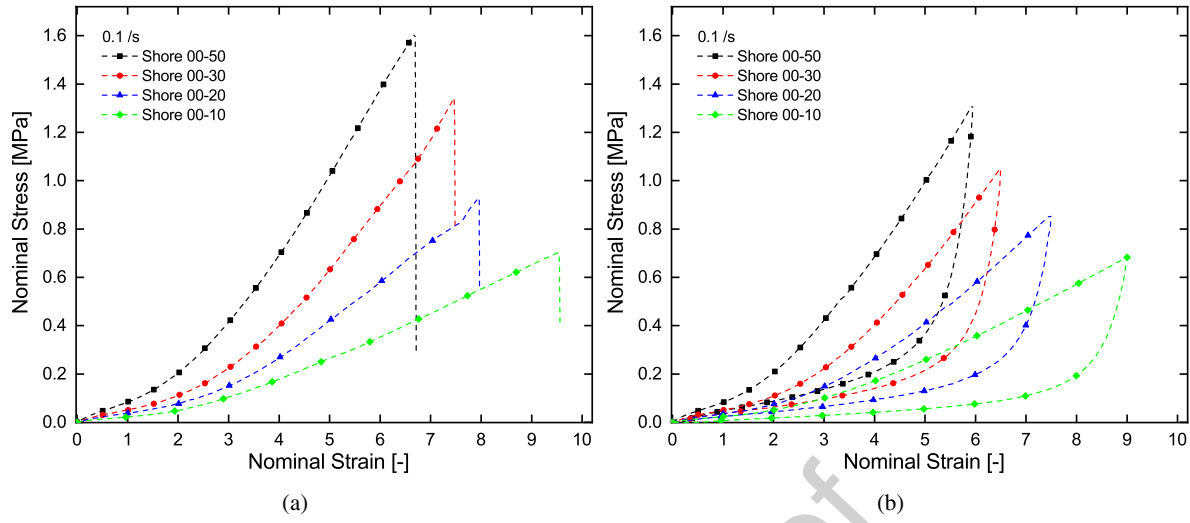 0.1 /s
Shore 00-50
Shore 00-30
Shore 00-20
Shore 00-10
Nominal Stress [MPa]
1.6
1.4
1.2
1.0
0.8
0.6
0.4
0.2
0.0
0 1 2 3 4 5 6 7 8 9 10
Nominal Strain [-]
(a)
0.1 /s
Shore 00-50
Shore 00-30
Shore 00-20
Shore 00-10
Nominal Stress [MPa]
1.6
1.4
1.2
1.0
0.8
0.6
0.4
0.2
0.0
0 1 2 3 4 5 6 7 8 9 10
Nominal Strain [-]
(b)
of